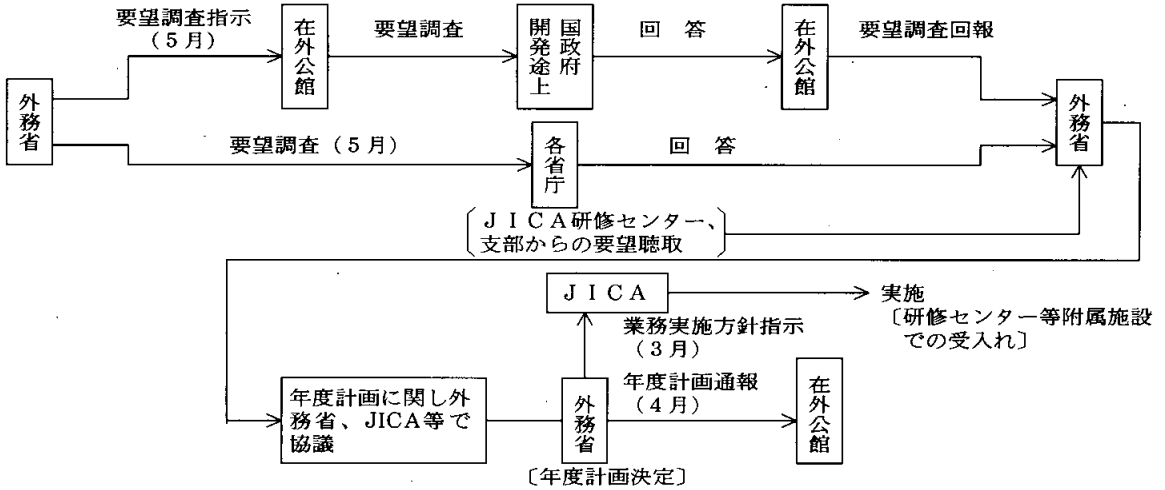 要望調査指示
（５月）
在外公館
要望調査
開発途上
国政府
回　答
在外公館
要望調査回報
外務省
外務省
要望調査（５月）
各省庁
回　答
ＪＩＣＡ研修センター、
支部からの要望聴取
ＪＩＣＡ
実施
〔研修センター等附属施設
での受入れ〕
業務実施方針指示
（３月）
年度計画に関し外
務省、JICA等で
協議
外務省
年度計画通報
（４月）
在外公館
〔年度計画決定〕